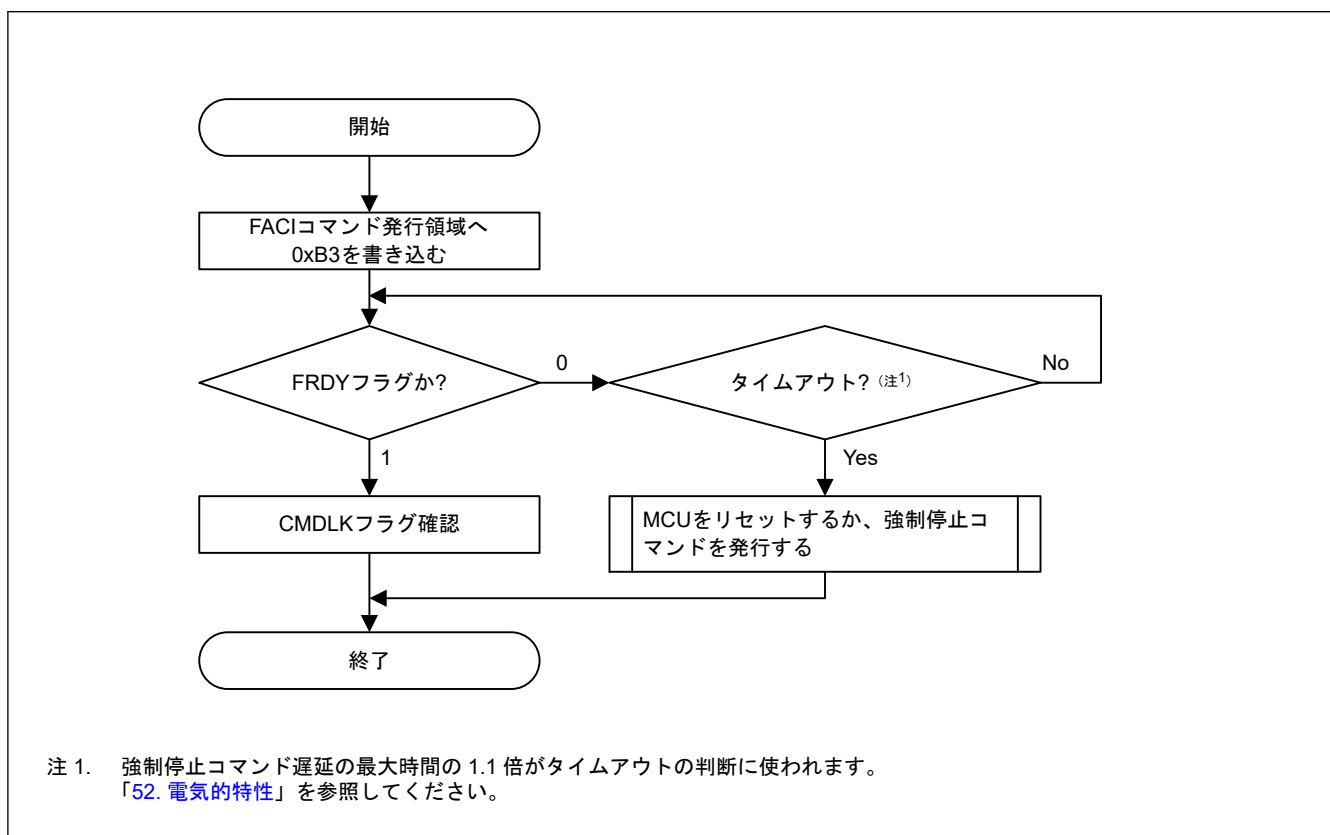 開始
FACIコマンド発行領域へ
0xB3を書き込む
FRDYフラグか?
0
タイムアウト? (注1)
No
1
Yes
CMDLKフラグ確認
MCUをリセットするか、強制停止コ
マンドを発行する
終了
注 1. 強制停止コマンド遅延の最大時間の 1.1 倍がタイムアウトの判断に使われます。
「52. 電気的特性」を参照してください。